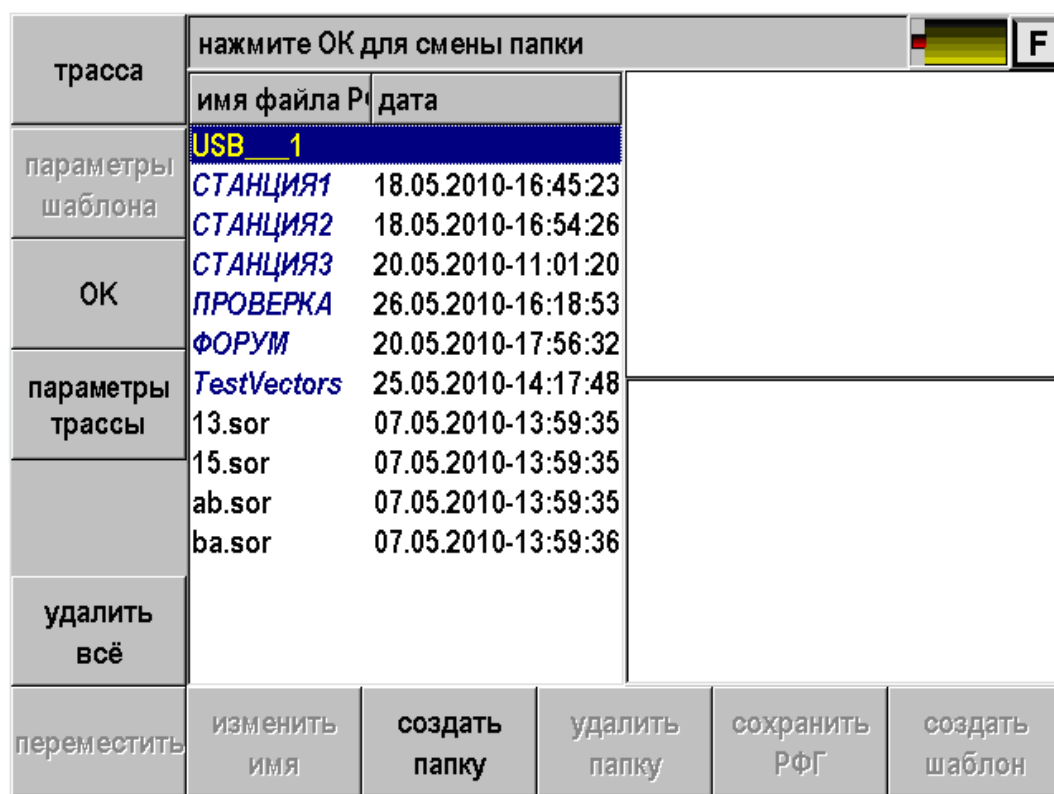 трасса
нажмите ОК для смены папки
F
имя файла РФ дата
USB___1
параметры
шаблона
СТАНЦИЯ1 18.05.2010-16:45:23
СТАНЦИЯ2 18.05.2010-16:54:26
СТАНЦИЯ3 20.05.2010-11:01:20
ОК
ПРОВЕРКА 26.05.2010-16:18:53
ФОРУМ 20.05.2010-17:56:32
параметры
трассы
TestVectors 25.05.2010-14:17:48
13.sor 07.05.2010-13:59:35
15.sor 07.05.2010-13:59:35
ab.sor 07.05.2010-13:59:35
ba.sor 07.05.2010-13:59:36
удалить
всё
переместить
изменить
имя
создать
папку
удалить
папку
сохранить
РФГ
создать
шаблон